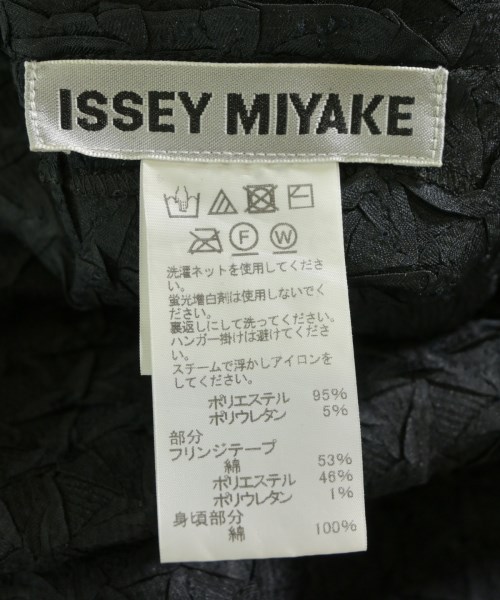 ISSEY MIYAKE
F W
洗濯ネットを使用してくださ
い。
蛍光増白剤は使用しないでく
ださい。
裏返しにして洗ってください。
ハンガー掛けは避けてくださ
い。
スチームで浮かしアイロンを
してください。
ポリエステル 95%
ポリウレタン 5%
部分
フリンジテープ
綿 53%
ポリエステル 46%
ポリウレタン 1%
身頃部分
綿 100%